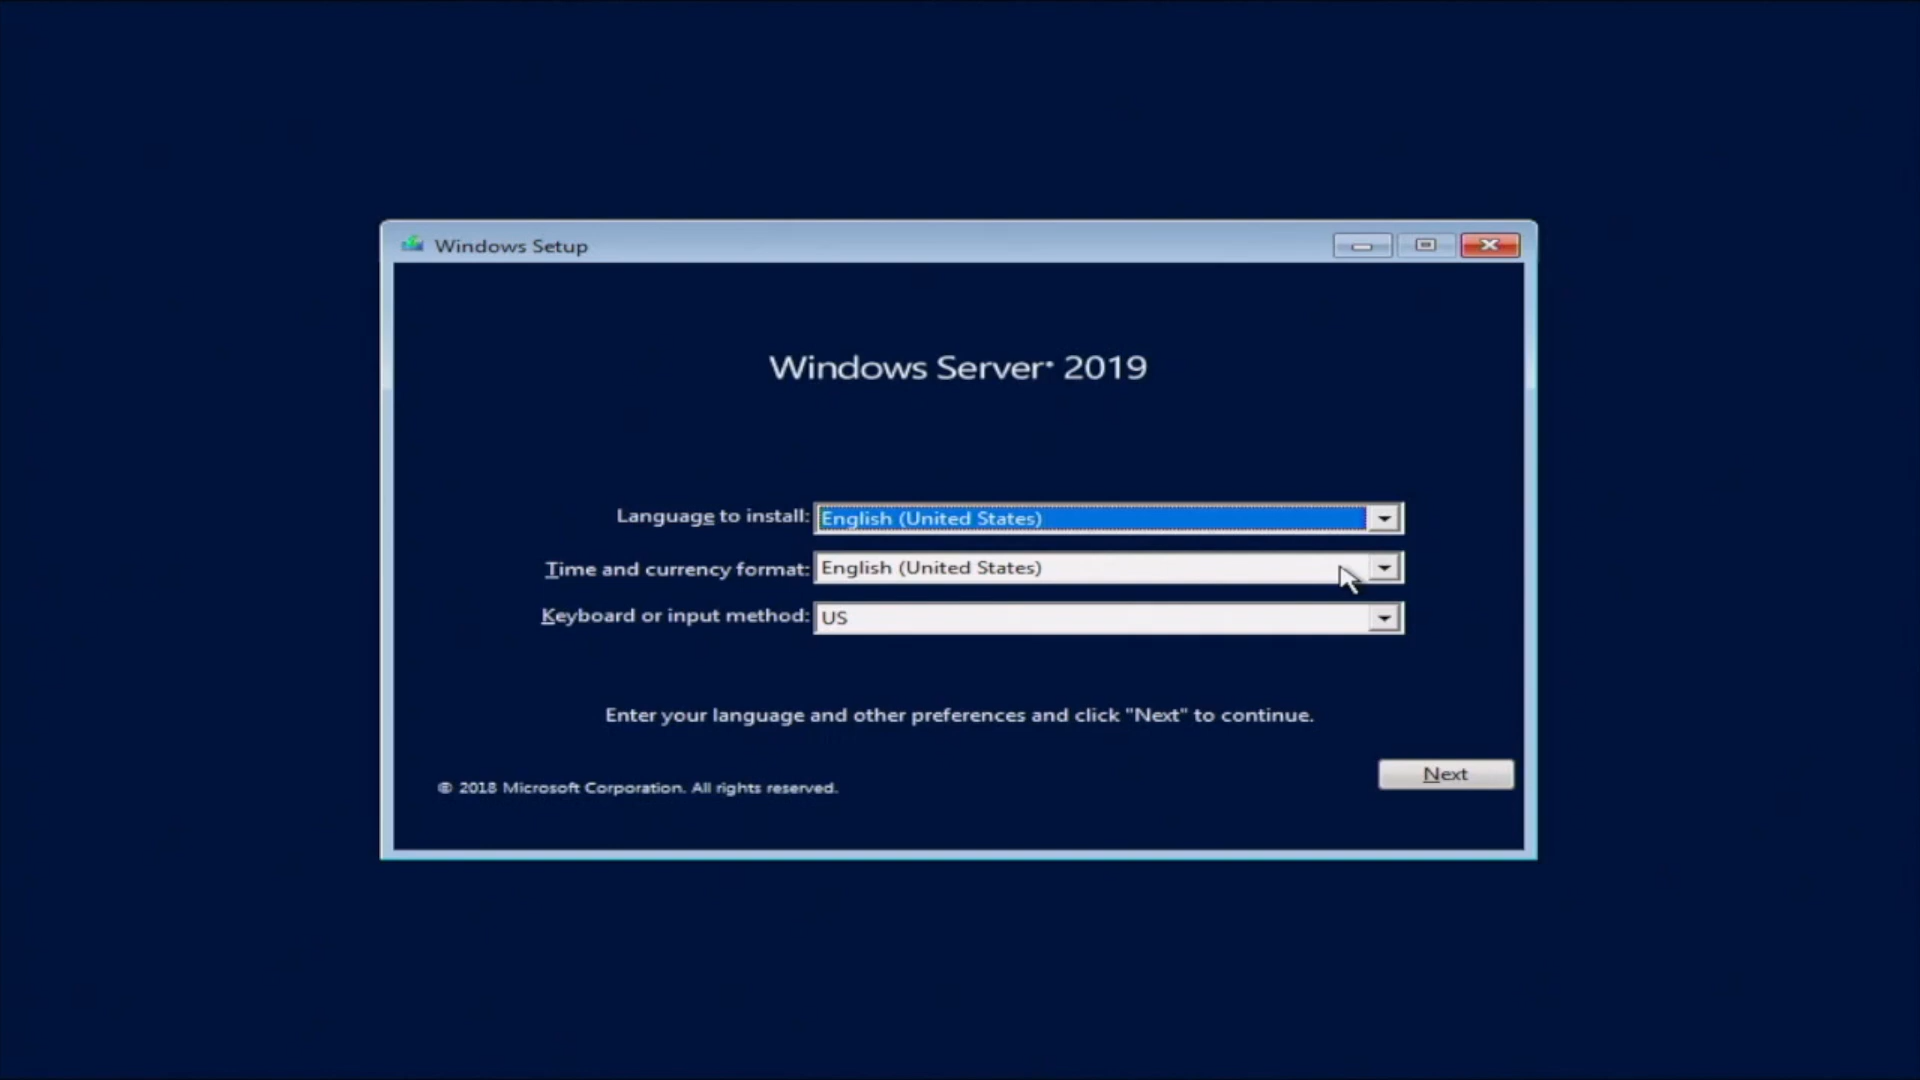 Windows Setup
Windows Server® 2019
Language to install: English (United States)
Time and currency format: English (United States)
Keyboard or input method: US
Enter your language and other preferences and click "Next" to continue.
© 2018 Microsoft Corporation. All rights reserved.
Next